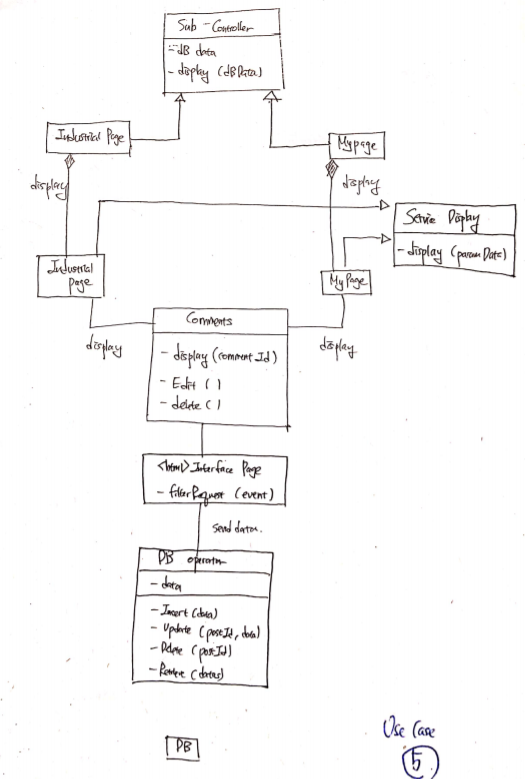 Sub - Controller
- dB data
- display (dBData)
Industrial Page
Mypage
display
display
Service Display
- display (param Data)
Industrial
page
My Page
Comments
display
display
- display (comment Id)
- Edit ( )
- delete ( )
<html> Interface Page
- filterRequest (event)
send datas.
DB operator
- data
- Insert (data)
- Update (postId, data)
- Delete (postId)
- Retrieve (datas)
DB
Use Case
5